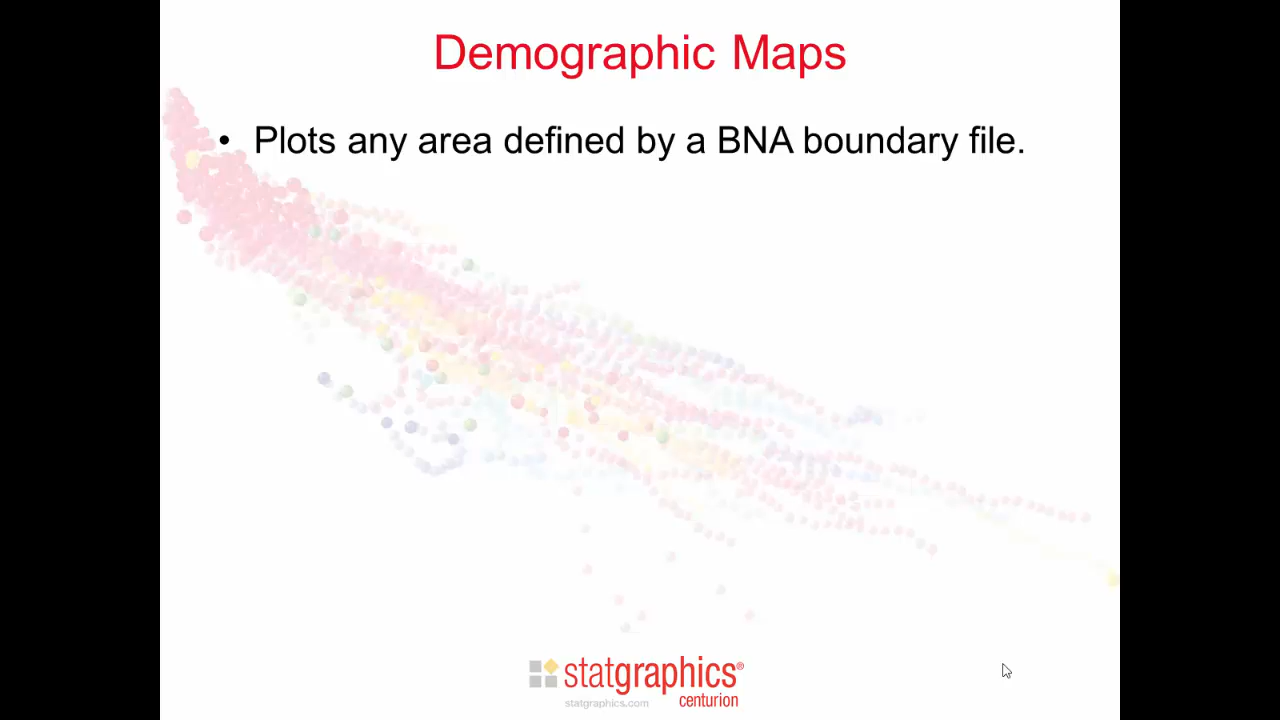 Demographic Maps
• Plots any area defined by a BNA boundary file.
statgraphics®
centurion
statgraphics.com